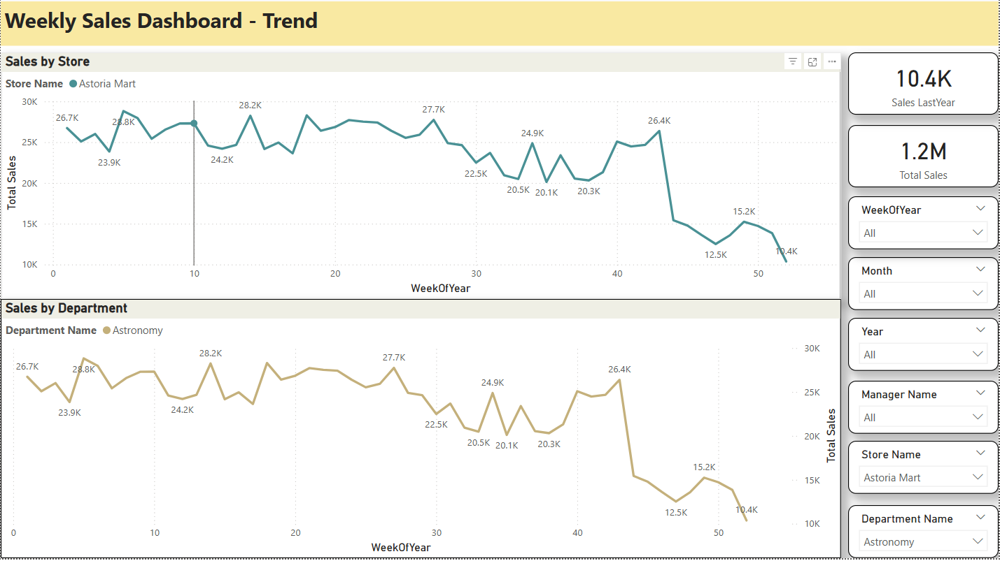 Weekly Sales Dashboard - Trend
Sales by Store
Store Name Astoria Mart
30K
25K
20K
15K
10K
Total Sales
26.7K
28.8K
23.9K
24.2K
28.2K
27.7K
22.5K
20.5K
24.9K
20.1K
20.3K
26.4K
12.5K
15.2K
10.4K
0 10 20 30 40 50
WeekOfYear
Sales by Department
Department Name Astronomy
26.7K
28.8K
23.9K
24.2K
28.2K
27.7K
22.5K
20.5K
24.9K
20.1K
20.3K
26.4K
12.5K
15.2K
10.4K
30K
25K
20K
15K
10K
Total Sales
0 10 20 30 40 50
WeekOfYear
10.4K
Sales LastYear
1.2M
Total Sales
WeekOfYear
All
Month
All
Year
All
Manager Name
All
Store Name
Astoria Mart
Department Name
Astronomy